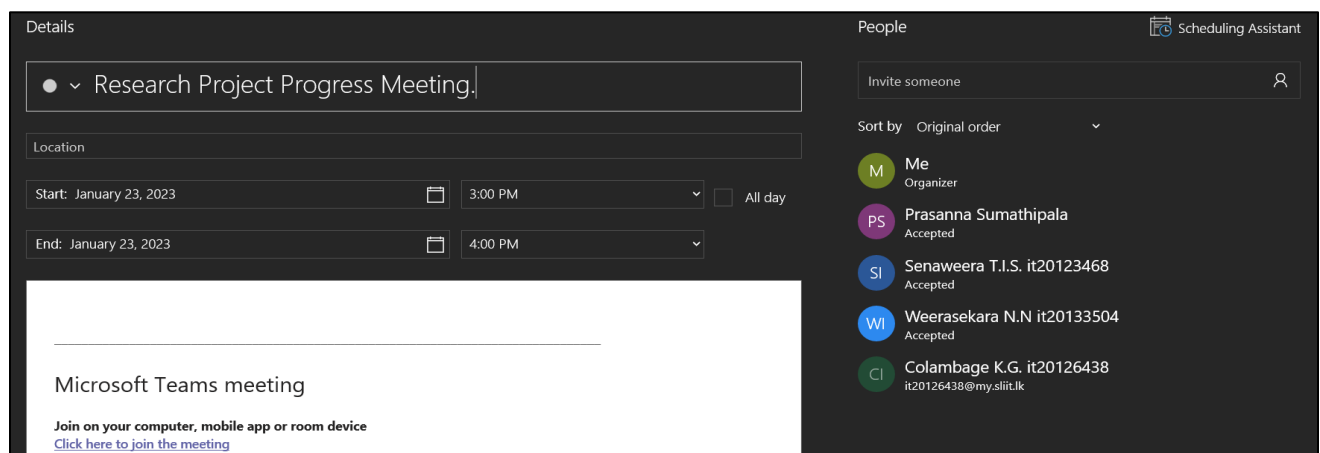 Details
Research Project Progress Meeting.
Location
Start: January 23, 2023 3:00 PM All day
End: January 23, 2023 4:00 PM
Microsoft Teams meeting
Join on your computer, mobile app or room device
Click here to join the meeting
People Scheduling Assistant
Invite someone
Sort by Original order
M Me
Organizer
PS Prasanna Sumathipala
Accepted
SI Senaweera T.I.S. it20123468
Accepted
WI Weerasekara N.N it20133504
Accepted
CI Colambage K.G. it20126438
it20126438@my.sliit.lk